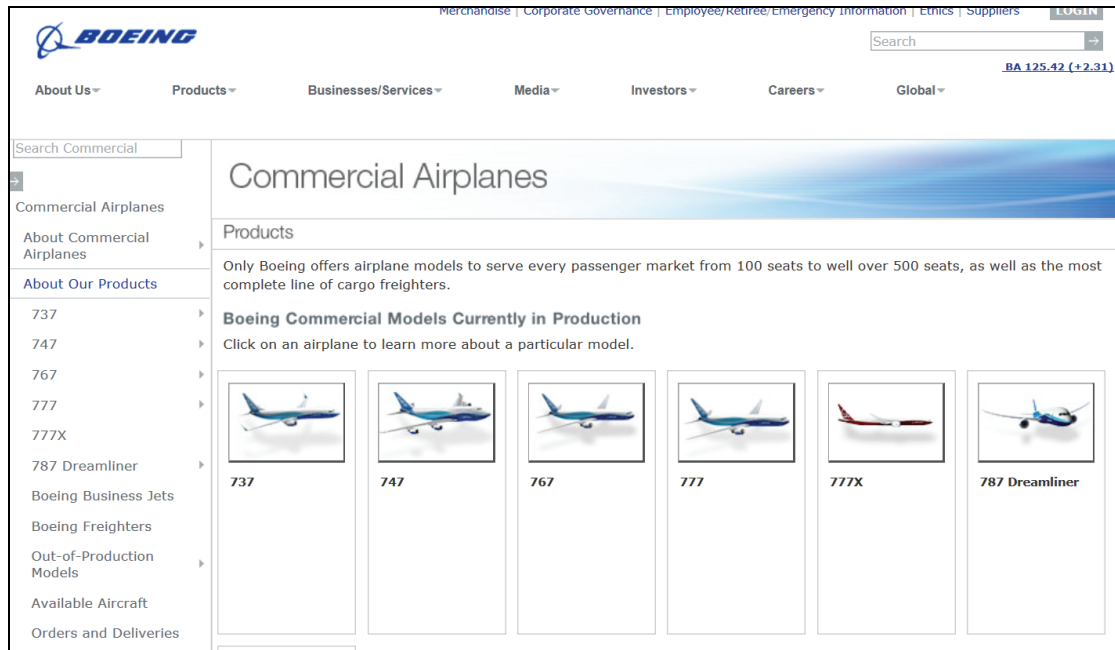 Merchandise | Corporate Governance | Employee/Retiree/Emergency Information | Ethics | Suppliers LOGIN
BOEING
Search
BA 125.42 (+2.31)
About Us Products Businesses/Services Media Investors Careers Global
Search Commercial
Commercial Airplanes
Commercial Airplanes
About Commercial
Airplanes
About Our Products
737
747
767
777
777X
787 Dreamliner
Boeing Business Jets
Boeing Freighters
Out-of-Production
Models
Available Aircraft
Orders and Deliveries
Products
Only Boeing offers airplane models to serve every passenger market from 100 seats to well over 500 seats, as well as the most
complete line of cargo freighters.
Boeing Commercial Models Currently in Production
Click on an airplane to learn more about a particular model.
737 747 767 777 777X 787 Dreamliner